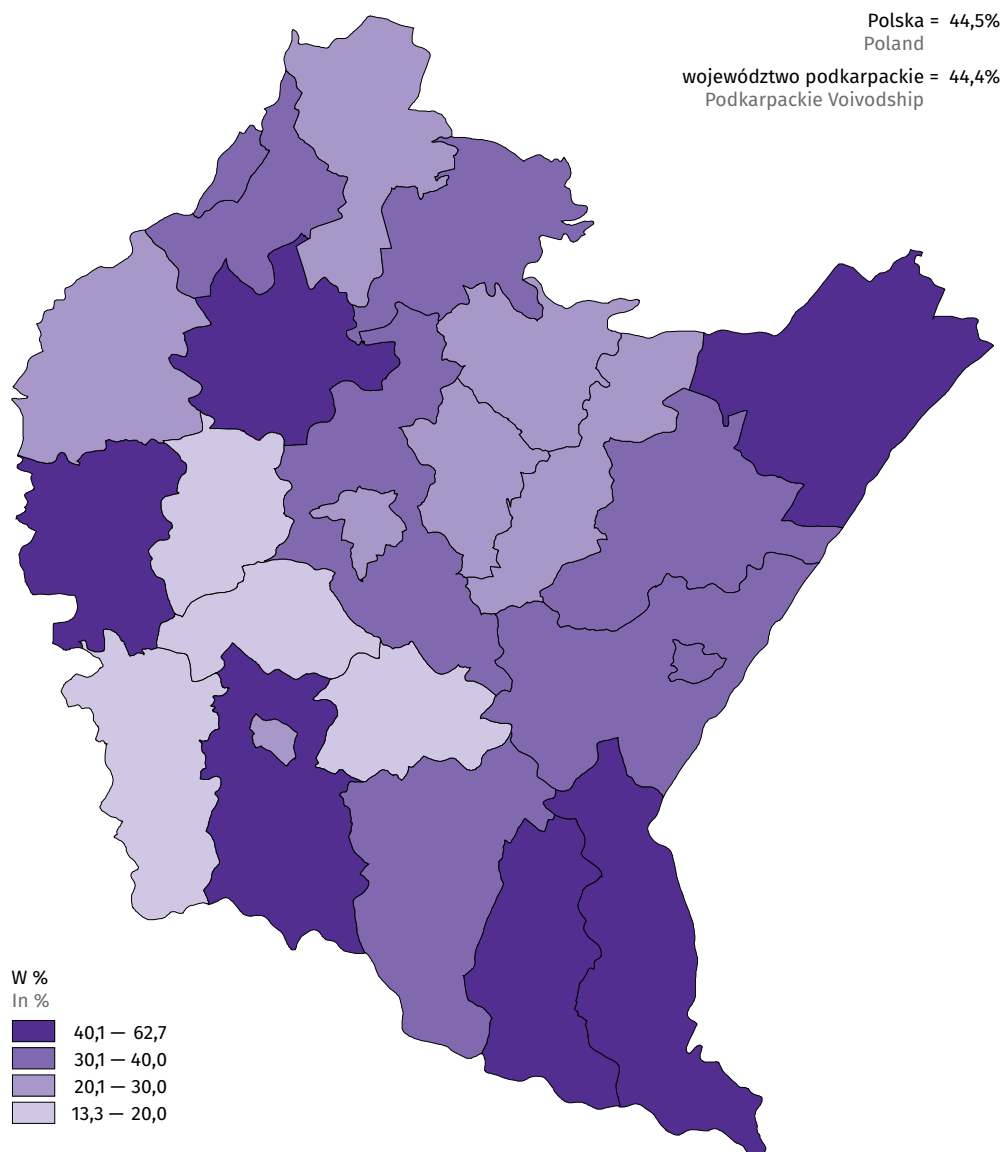 Polska = 44,5%
Poland
województwo podkarpackie = 44,4%
Podkarpackie Voivodship
W %
In %
40,1 — 62,7
30,1 — 40,0
20,1 — 30,0
13,3 — 20,0